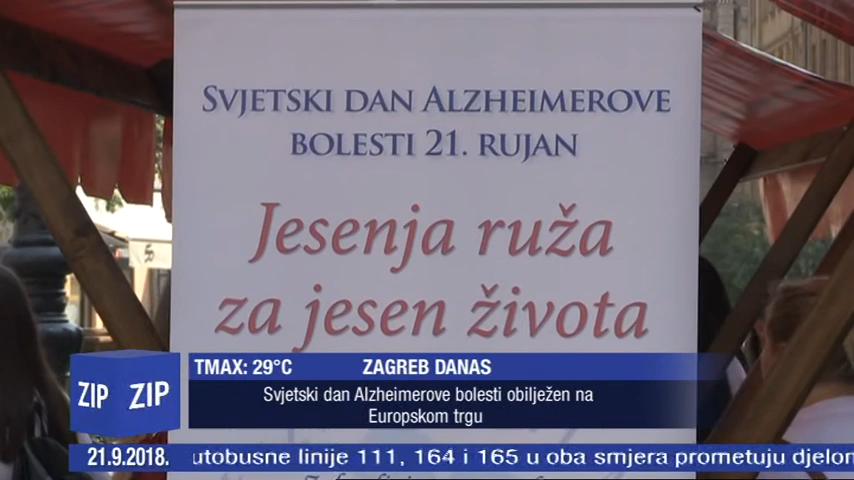 SVJETSKI DAN ALZHEIMEROVE
BOLESTI 21. RUJAN
Jesenja ruža
za jesen života
TMAX: 29°C ZAGREB DANAS
ZIP ZIP
Svjetski dan Alzheimerove bolesti obilježen na
Europskom trgu
21.9.2018. utobusne linije 111, 164 i 165 u oba smjera prometuju djelon